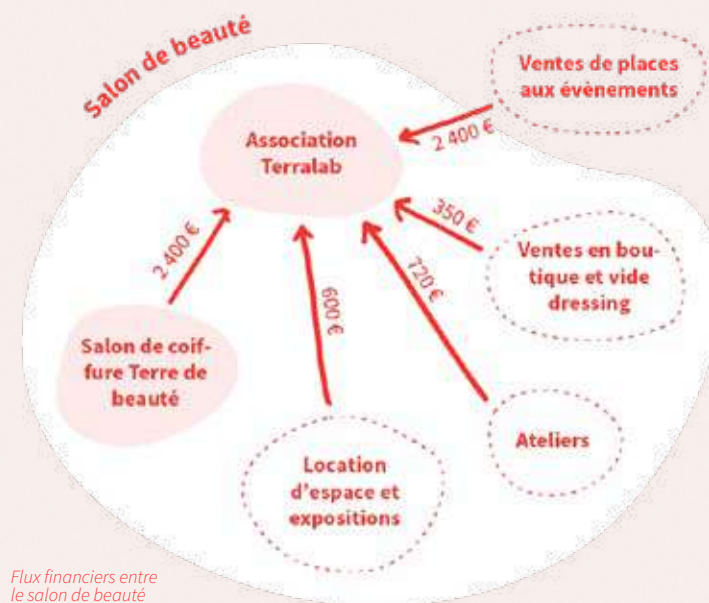 Salon de beauté
Ventes de places
aux évènements
2 400 €
Association
Terralab
350 €
Ventes en bou-
tique et vide
dressing
2 400 €
600 €
720 €
Salon de coif-
fure Terre de
beauté
Ateliers
Location
d'espace et
expositions
Flux financiers entre
le salon de beauté